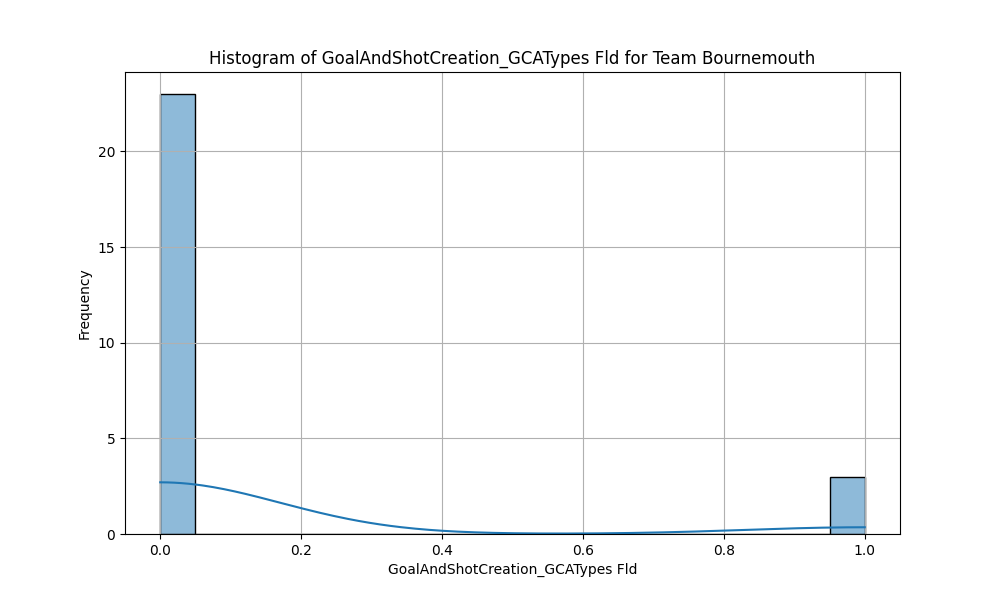 Histogram of GoalAndShotCreation_GCATypes Fld for Team Bournemouth
Frequency
20
15
10
5
0
0.0 0.2 0.4 0.6 0.8 1.0
GoalAndShotCreation_GCATypes Fld